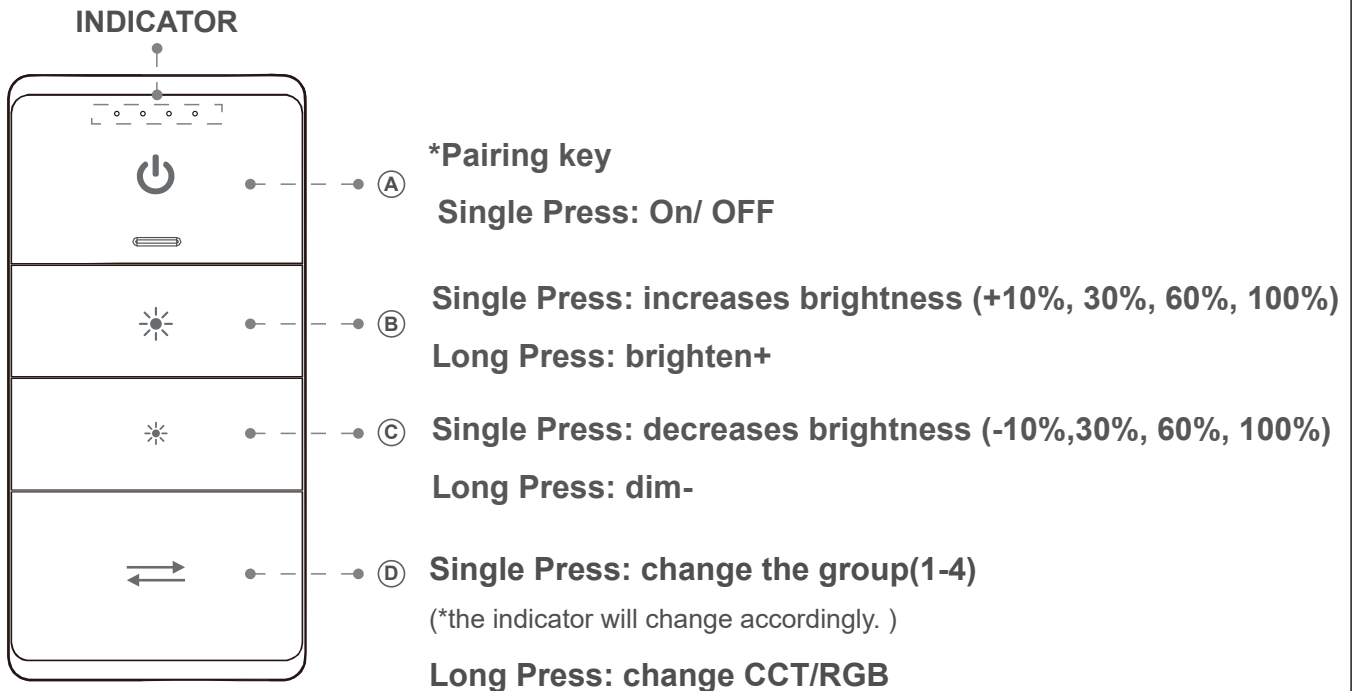 INDICATOR
A
*Pairing key
Single Press: On/ OFF
B
Single Press: increases brightness (+10%, 30%, 60%, 100%)
Long Press: brighten+
C
Single Press: decreases brightness (-10%,30%, 60%, 100%)
Long Press: dim-
D
Single Press: change the group(1-4)
(*the indicator will change accordingly. )
Long Press: change CCT/RGB